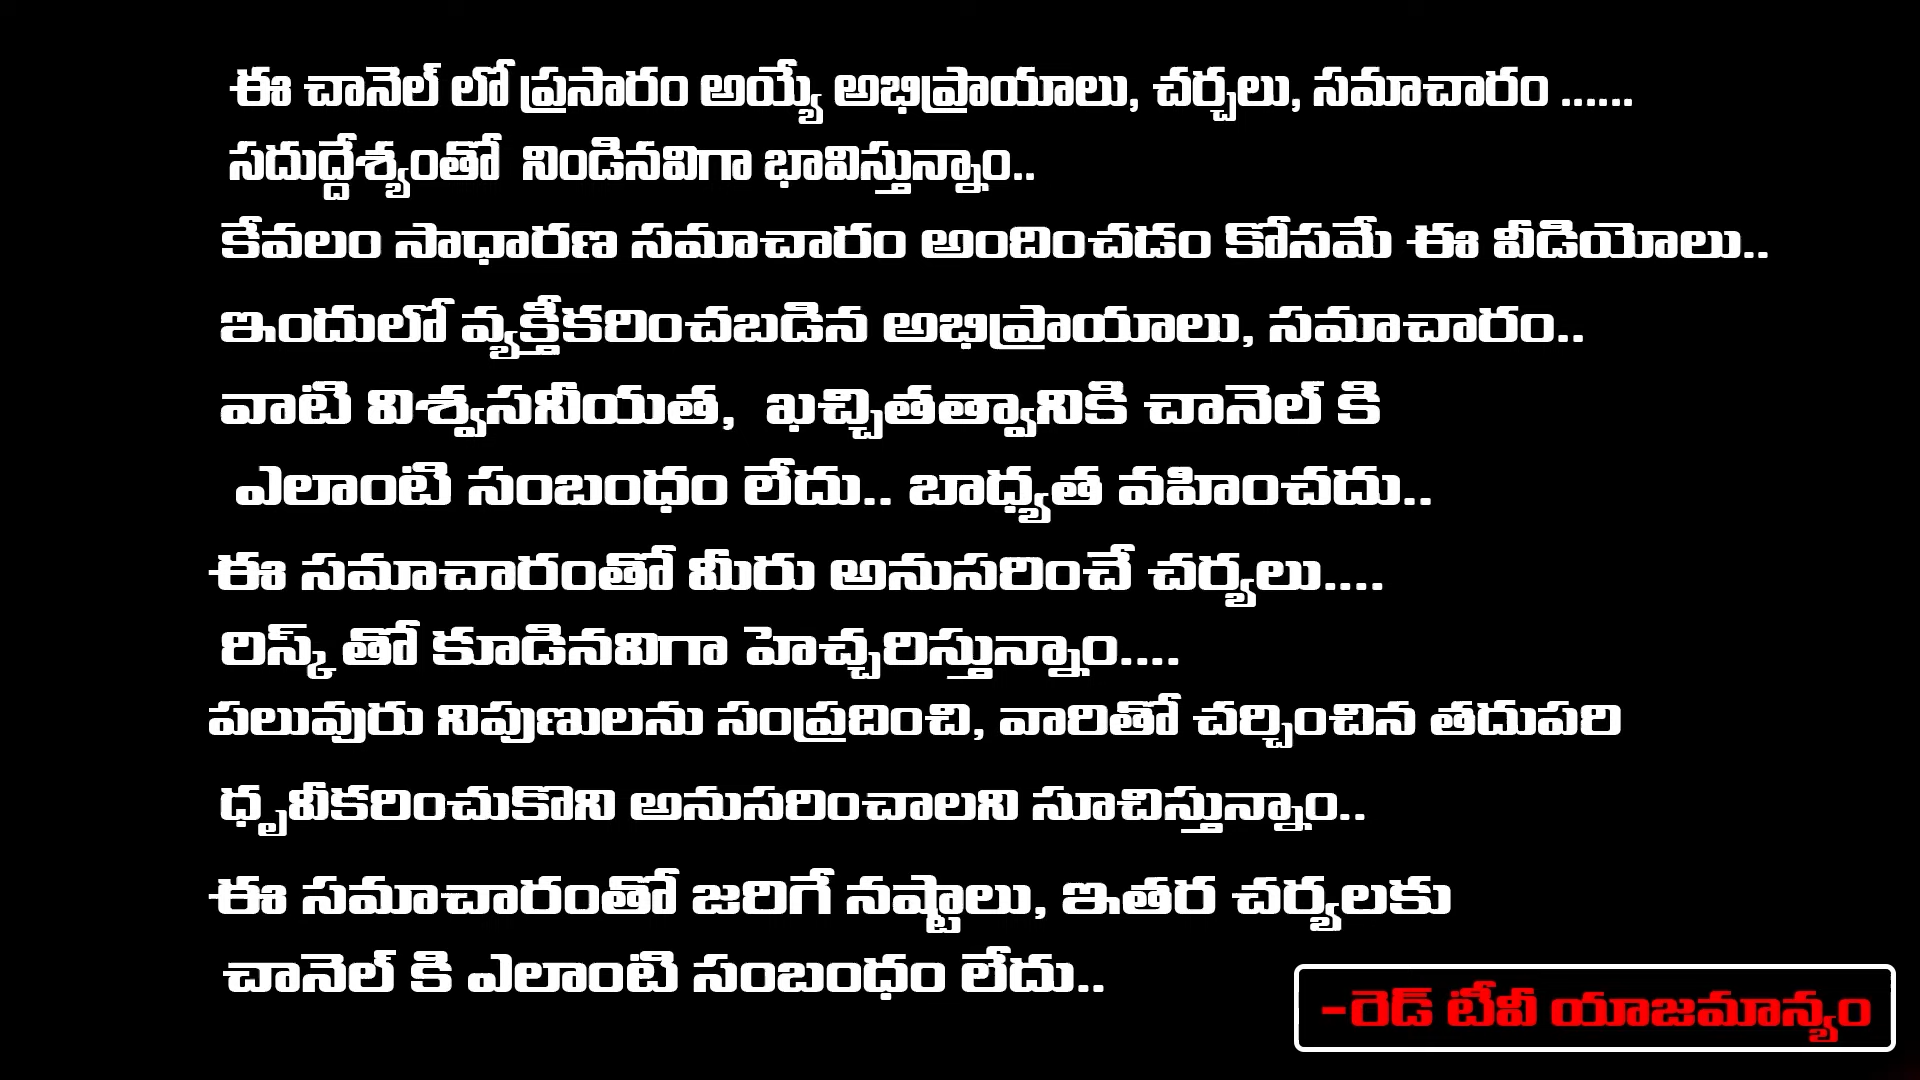 ఈ చానెల్ లో ప్రసారం అయ్యే అభిప్రాయాలు, చర్చలు, సమాచారం ......
సదుద్దేశ్యంతో నిండినవిగా భావిస్తున్నాం..
కేవలం సాధారణ సమాచారం అందించడం కోసమే ఈ వీడియోలు..
ఇందులో వ్యక్తీకరించబడిన అభిప్రాయాలు, సమాచారం..
వాటి విశ్వసనీయత, ఖచ్చితత్వానికి చానెల్ కి
ఎలాంటి సంబంధం లేదు.. బాధ్యత వహించదు..
ఈ సమాచారంతో మీరు అనుసరించే చర్యలు....
రిస్క్ తో కూడినవిగా హెచ్చరిస్తున్నాం....
పలువురు నిపుణులను సంప్రదించి, వారితో చర్చించిన తదుపరి
ధృవీకరించుకొని అనుసరించాలని సూచిస్తున్నాం..
ఈ సమాచారంతో జరిగే నష్టాలు, ఇతర చర్యలకు
చానెల్ కి ఎలాంటి సంబంధం లేదు..
-రెడ్ టీవీ యాజమాన్యం